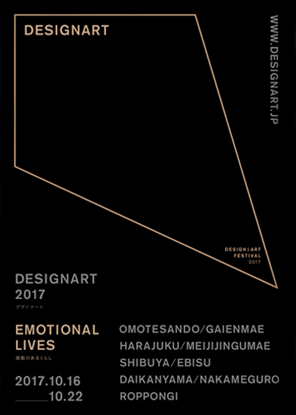 DESIGNART
WWW.DESIGNART.JP
DESIGNART
FESTIVAL
2017
DESIGNART
2017
デザイナート
EMOTIONAL
LIVES
感動のあるくらし
2017.10.16
10.22
OMOTESANDO/GAIENMAE
HARAJUKU/MEIJIJINGUMAE
SHIBUYA/EBISU
DAIKANYAMA/NAKAMEGURO
ROPPONGI